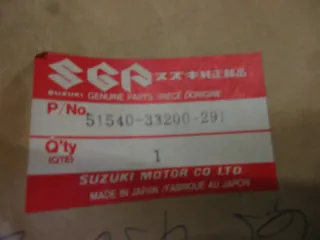 SGP スズキ純正部品
SUZUKI GENUINE PARTS/PIÈCE D'ORIGINE
P/No. 51540-33200-291
Q'ty 1
(QTÉ)
SUZUKI MOTOR CO.LTD.
MADE IN JAPAN/FABRIQUÉ AU JAPON